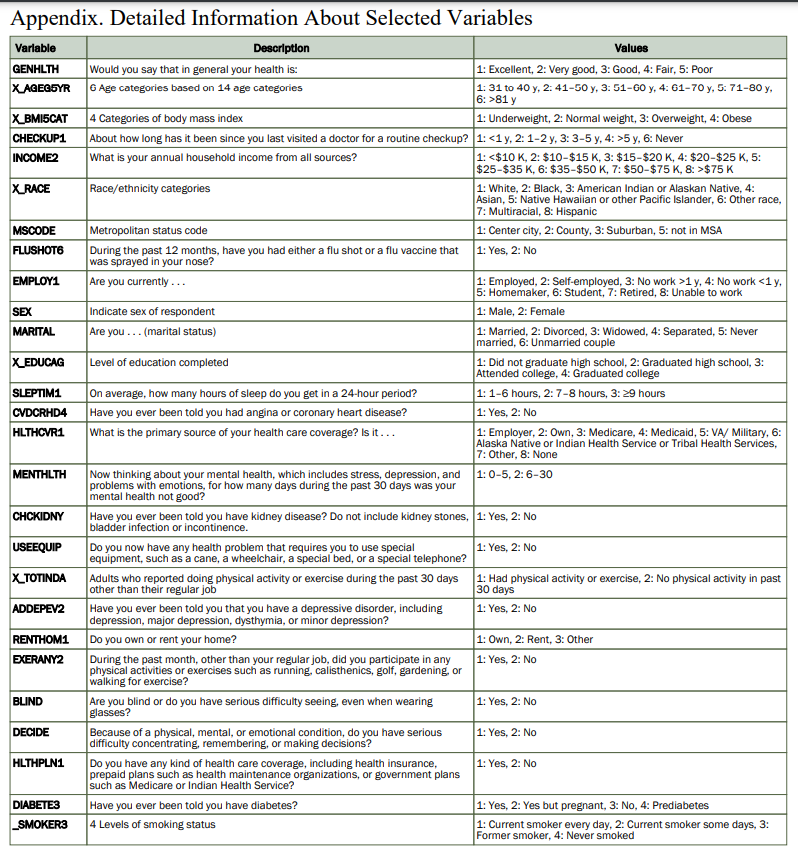 Appendix. Detailed Information About Selected Variables
Variable Description Values
GENHLTH Would you say that in general your health is: 1: Excellent, 2: Very good, 3: Good, 4: Fair, 5: Poor
X_AGEG5YR 6 Age categories based on 14 age categories 1: 31 to 40 y, 2: 41–50 y, 3: 51–60 y, 4: 61–70 y, 5: 71–80 y,
6: >81 y
X_BMI5CAT 4 Categories of body mass index 1: Underweight, 2: Normal weight, 3: Overweight, 4: Obese
CHECKUP1 About how long has it been since you last visited a doctor for a routine checkup? 1: <1 y, 2: 1–2 y, 3: 3–5 y, 4: >5 y, 6: Never
INCOME2 What is your annual household income from all sources? 1: <$10 K, 2: $10–$15 K, 3: $15–$20 K, 4: $20–$25 K, 5:
$25–$35 K, 6: $35–$50 K, 7: $50–$75 K, 8: >$75 K
X_RACE Race/ethnicity categories 1: White, 2: Black, 3: American Indian or Alaskan Native, 4:
Asian, 5: Native Hawaiian or other Pacific Islander, 6: Other race,
7: Multiracial, 8: Hispanic
MSCODE Metropolitan status code 1: Center city, 2: County, 3: Suburban, 5: not in MSA
FLUSHOT6 During the past 12 months, have you had either a flu shot or a flu vaccine that 1: Yes, 2: No
was sprayed in your nose?
EMPLOY1 Are you currently . . . 1: Employed, 2: Self-employed, 3: No work >1 y, 4: No work <1 y,
5: Homemaker, 6: Student, 7: Retired, 8: Unable to work
SEX Indicate sex of respondent 1: Male, 2: Female
MARITAL Are you . . . (marital status) 1: Married, 2: Divorced, 3: Widowed, 4: Separated, 5: Never
married, 6: Unmarried couple
X_EDUCAG Level of education completed 1: Did not graduate high school, 2: Graduated high school, 3:
Attended college, 4: Graduated college
SLEPTIM1 On average, how many hours of sleep do you get in a 24-hour period? 1: 1–6 hours, 2: 7–8 hours, 3: ≥9 hours
CVDCRHD4 Have you ever been told you had angina or coronary heart disease? 1: Yes, 2: No
HLTHCVR1 What is the primary source of your health care coverage? Is it . . . 1: Employer, 2: Own, 3: Medicare, 4: Medicaid, 5: VA/ Military, 6:
Alaska Native or Indian Health Service or Tribal Health Services,
7: Other, 8: None
MENTHLTH Now thinking about your mental health, which includes stress, depression, and 1: 0–5, 2: 6–30
problems with emotions, for how many days during the past 30 days was your
mental health not good?
CHCKIDNY Have you ever been told you have kidney disease? Do not include kidney stones, 1: Yes, 2: No
bladder infection or incontinence.
USEEQUIP Do you now have any health problem that requires you to use special 1: Yes, 2: No
equipment, such as a cane, a wheelchair, a special bed, or a special telephone?
X_TOTINDA Adults who reported doing physical activity or exercise during the past 30 days 1: Had physical activity or exercise, 2: No physical activity in past
other than their regular job 30 days
ADDEPEV2 Have you ever been told you that you have a depressive disorder, including 1: Yes, 2: No
depression, major depression, dysthymia, or minor depression?
RENTHOM1 Do you own or rent your home? 1: Own, 2: Rent, 3: Other
EXERANY2 During the past month, other than your regular job, did you participate in any 1: Yes, 2: No
physical activities or exercises such as running, calisthenics, golf, gardening, or
walking for exercise?
BLIND Are you blind or do you have serious difficulty seeing, even when wearing 1: Yes, 2: No
glasses?
DECIDE Because of a physical, mental, or emotional condition, do you have serious 1: Yes, 2: No
difficulty concentrating, remembering, or making decisions?
HLTHPLN1 Do you have any kind of health care coverage, including health insurance, 1: Yes, 2: No
prepaid plans such as health maintenance organizations, or government plans
such as Medicare or Indian Health Service?
DIABETE3 Have you ever been told you have diabetes? 1: Yes, 2: Yes but pregnant, 3: No, 4: Prediabetes
_SMOKER3 4 Levels of smoking status 1: Current smoker every day, 2: Current smoker some days, 3:
Former smoker, 4: Never smoked